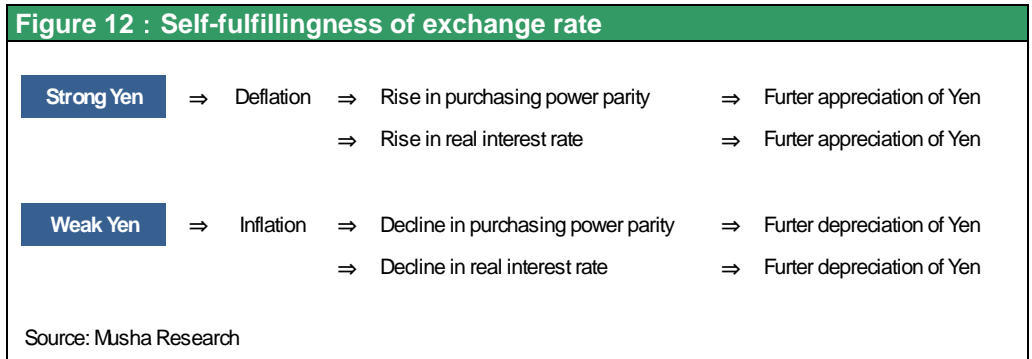 Figure 12 : Self-fulfillingness of exchange rate
Strong Yen ⇒ Deflation ⇒ Rise in purchasing power parity ⇒ Furter appreciation of Yen
⇒ Rise in real interest rate ⇒ Furter appreciation of Yen
Weak Yen ⇒ Inflation ⇒ Decline in purchasing power parity ⇒ Furter depreciation of Yen
⇒ Decline in real interest rate ⇒ Furter depreciation of Yen
Source: Musha Research